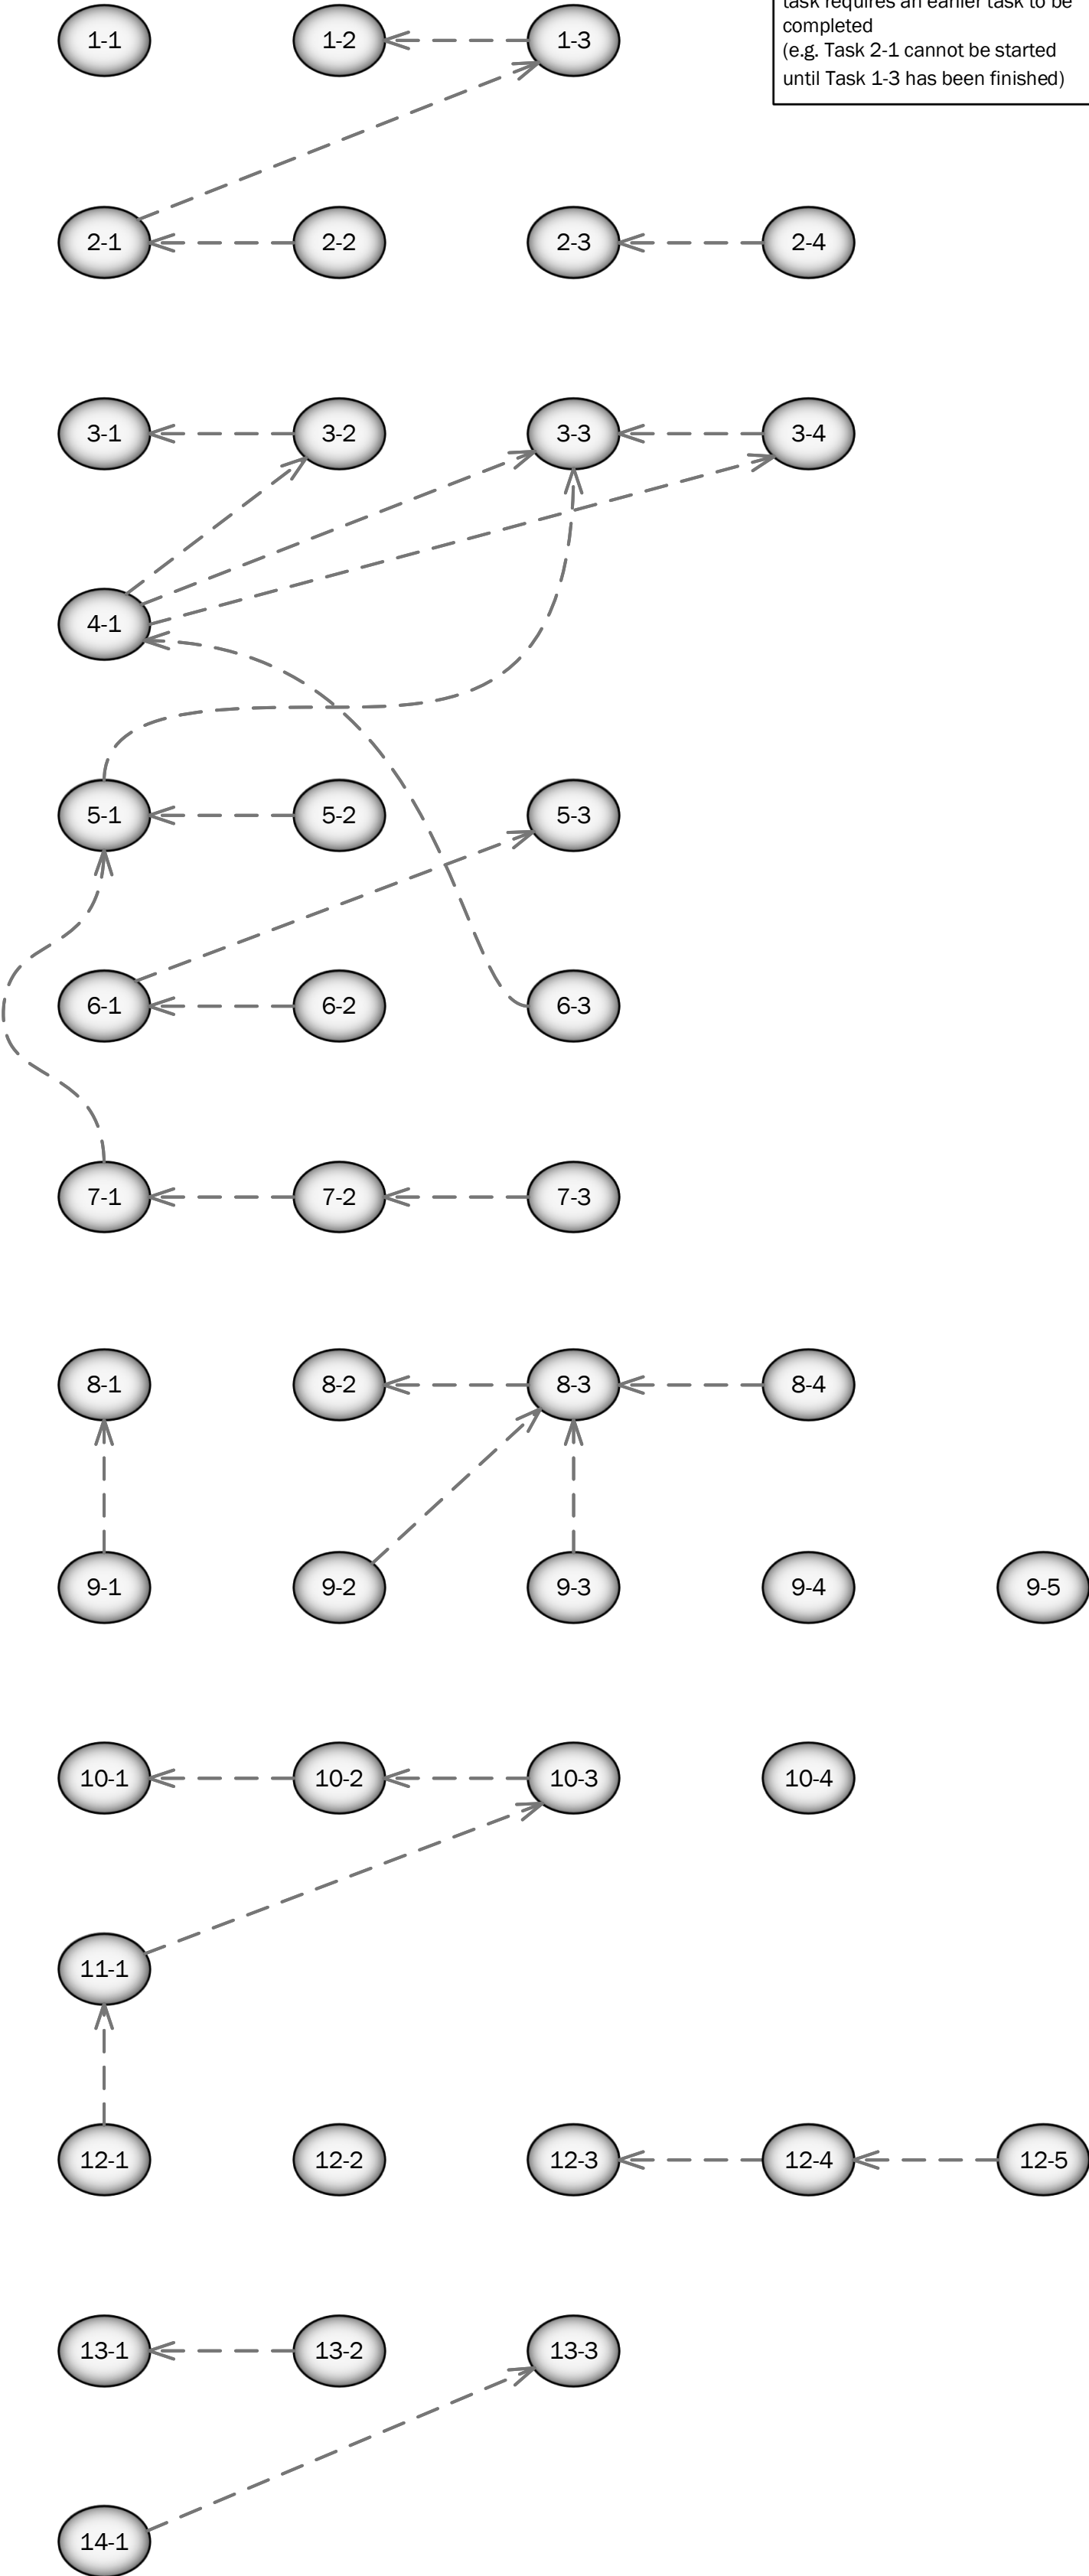 task requires an earlier task to be
completed
(e.g. Task 2-1 cannot be started
until Task 1-3 has been finished)
1-1 1-2 1-3
2-1 2-2 2-3 2-4
3-1 3-2 3-3 3-4
4-1
5-1 5-2 5-3
6-1 6-2 6-3
7-1 7-2 7-3
8-1 8-2 8-3 8-4
9-1 9-2 9-3 9-4 9-5
10-1 10-2 10-3 10-4
11-1
12-1 12-2 12-3 12-4 12-5
13-1 13-2 13-3
14-1